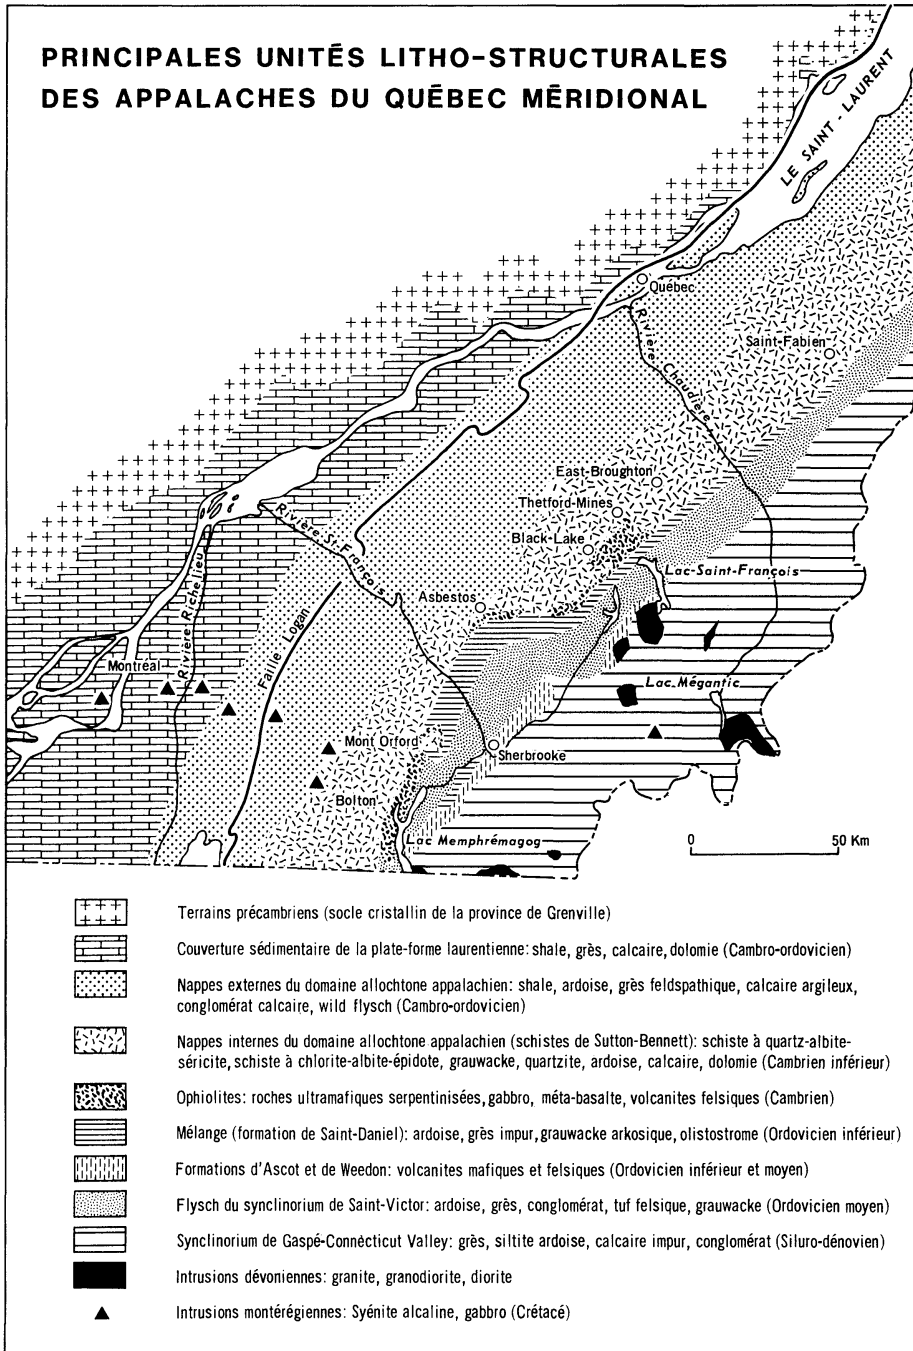 PRINCIPALES UNITÉS LITHO-STRUCTURALES
DES APPALACHES DU QUÉBEC MÉRIDIONAL
LE SAINT-LAURENT
Québec
Rivière Chaudière
Saint-Fabien
East-Broughton
Thetford-Mines
Black-Lake
Rivière St-François
Lac-Saint-François
Asbestos
Rivière Richelieu
Faille Logan
Montréal
Lac Mégantic
Mont Orford
Sherbrooke
Bolton
Lac Memphrémagog
0 50 Km
Terrains précambriens (socle cristallin de la province de Grenville)
Couverture sédimentaire de la plate-forme laurentienne: shale, grès, calcaire, dolomie (Cambro-ordovicien)
Nappes externes du domaine allochtone appalachien: shale, ardoise, grès feldspathique, calcaire argileux,
conglomérat calcaire, wild flysch (Cambro-ordovicien)
Nappes internes du domaine allochtone appalachien (schistes de Sutton-Bennett): schiste à quartz-albite-
séricite, schiste à chlorite-albite-épidote, grauwacke, quartzite, ardoise, calcaire, dolomie (Cambrien inférieur)
Ophiolites: roches ultramafiques serpentinisées, gabbro, méta-basalte, volcanites felsiques (Cambrien)
Mélange (formation de Saint-Daniel): ardoise, grès impur, grauwacke arkosique, olistostrome (Ordovicien inférieur)
Formations d'Ascot et de Weedon: volcanites mafiques et felsiques (Ordovicien inférieur et moyen)
Flysch du synclinorium de Saint-Victor: ardoise, grès, conglomérat, tuf felsique, grauwacke (Ordovicien moyen)
Synclinorium de Gaspé-Connecticut Valley: grès, siltite ardoise, calcaire impur, conglomérat (Siluro-dénovien)
Intrusions dévoniennes: granite, granodiorite, diorite
Intrusions montérégiennes: Syénite alcaline, gabbro (Crétacé)